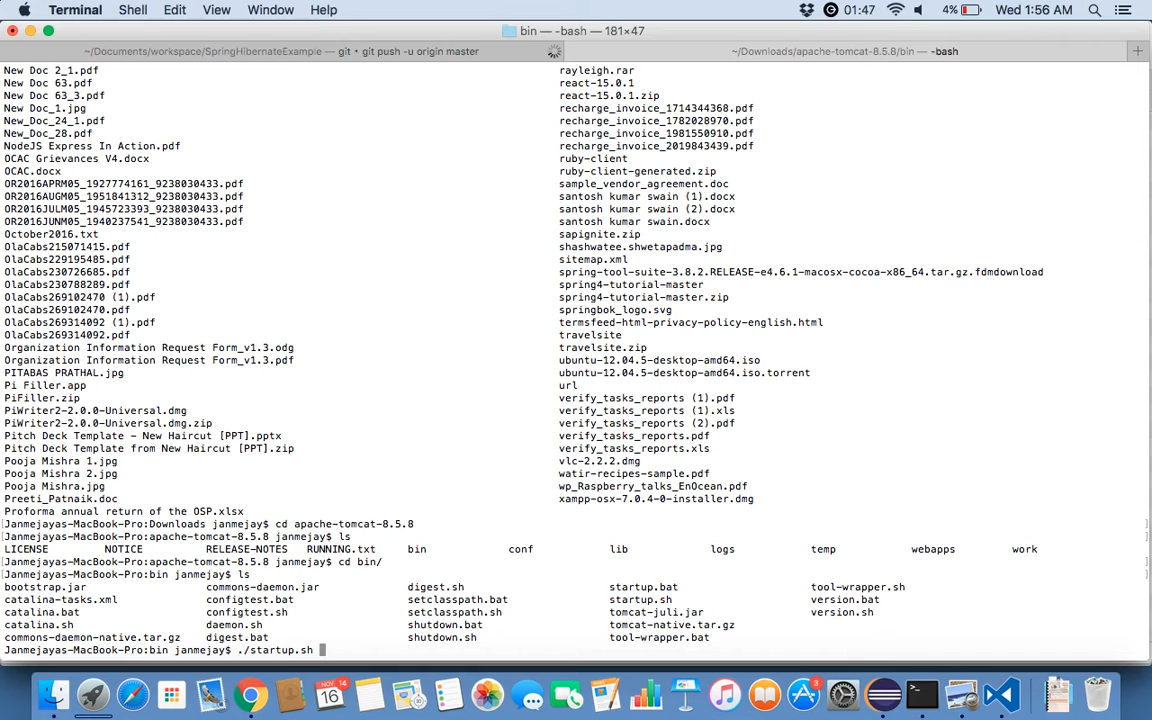 Terminal Shell Edit View Window Help 01:47 4% Wed 1:56 AM
bin — -bash — 181×47
~/Documents/workspace/SpringHibernateExample — git • git push -u origin master ~/Downloads/apache-tomcat-8.5.8/bin — -bash
New Doc 2_1.pdf rayleigh.rar
New Doc 63.pdf react-15.0.1
New Doc 63_3.pdf react-15.0.1.zip
New Doc_1.jpg recharge_invoice_1714344368.pdf
New_Doc_24_1.pdf recharge_invoice_1782028970.pdf
New_Doc_28.pdf recharge_invoice_1981550910.pdf
NodeJS Express In Action.pdf recharge_invoice_2019843439.pdf
OCAC Grievances V4.docx ruby-client
OCAC.docx ruby-client-generated.zip
OR2016APRM05_1927774161_9238030433.pdf sample_vendor_agreement.doc
OR2016AUGM05_1951841312_9238030433.pdf santosh kumar swain (1).docx
OR2016JULM05_1945723393_9238030433.pdf santosh kumar swain (2).docx
OR2016JUNM05_1940237541_9238030433.pdf santosh kumar swain.docx
October2016.txt sapignite.zip
OlaCabs215071415.pdf shashwatee.shwetapadma.jpg
OlaCabs229195485.pdf sitemap.xml
OlaCabs230726685.pdf spring-tool-suite-3.8.2.RELEASE-e4.6.1-macosx-cocoa-x86_64.tar.gz.fdmdownload
OlaCabs230788289.pdf spring4-tutorial-master
OlaCabs269102470 (1).pdf spring4-tutorial-master.zip
OlaCabs269102470.pdf springbok_logo.svg
OlaCabs269314092 (1).pdf termsfeed-html-privacy-policy-english.html
OlaCabs269314092.pdf travelsite
Organization Information Request Form_v1.3.odg travelsite.zip
Organization Information Request Form_v1.3.pdf ubuntu-12.04.5-desktop-amd64.iso
PITABAS PRATHAL.jpg ubuntu-12.04.5-desktop-amd64.iso.torrent
Pi Filler.app url
PiFiller.zip verify_tasks_reports (1).pdf
PiWriter2-2.0.0-Universal.dmg verify_tasks_reports (1).xls
PiWriter2-2.0.0-Universal.dmg.zip verify_tasks_reports (2).pdf
Pitch Deck Template – New Haircut [PPT].pptx verify_tasks_reports.pdf
Pitch Deck Template from New Haircut [PPT].zip verify_tasks_reports.xls
Pooja Mishra 1.jpg vlc-2.2.2.dmg
Pooja Mishra 2.jpg watir-recipes-sample.pdf
Pooja Mishra.jpg wp_Raspberry_talks_EnOcean.pdf
Preeti_Patnaik.doc xampp-osx-7.0.4-0-installer.dmg
Proforma annual return of the OSP.xlsx
[Janmejayas-MacBook-Pro:Downloads janmejay$ cd apache-tomcat-8.5.8 ]
[Janmejayas-MacBook-Pro:apache-tomcat-8.5.8 janmejay$ ls ]
LICENSE NOTICE RELEASE-NOTES RUNNING.txt bin conf lib logs temp webapps work
[Janmejayas-MacBook-Pro:apache-tomcat-8.5.8 janmejay$ cd bin/ ]
[Janmejayas-MacBook-Pro:bin janmejay$ ls ]
bootstrap.jar commons-daemon.jar digest.sh startup.bat tool-wrapper.sh
catalina-tasks.xml configtest.bat setclasspath.bat startup.sh version.bat
catalina.bat configtest.sh setclasspath.sh tomcat-juli.jar version.sh
catalina.sh daemon.sh shutdown.bat tomcat-native.tar.gz
commons-daemon-native.tar.gz digest.bat shutdown.sh tool-wrapper.bat
Janmejayas-MacBook-Pro:bin janmejay$ ./startup.sh
NOV 14
16
3